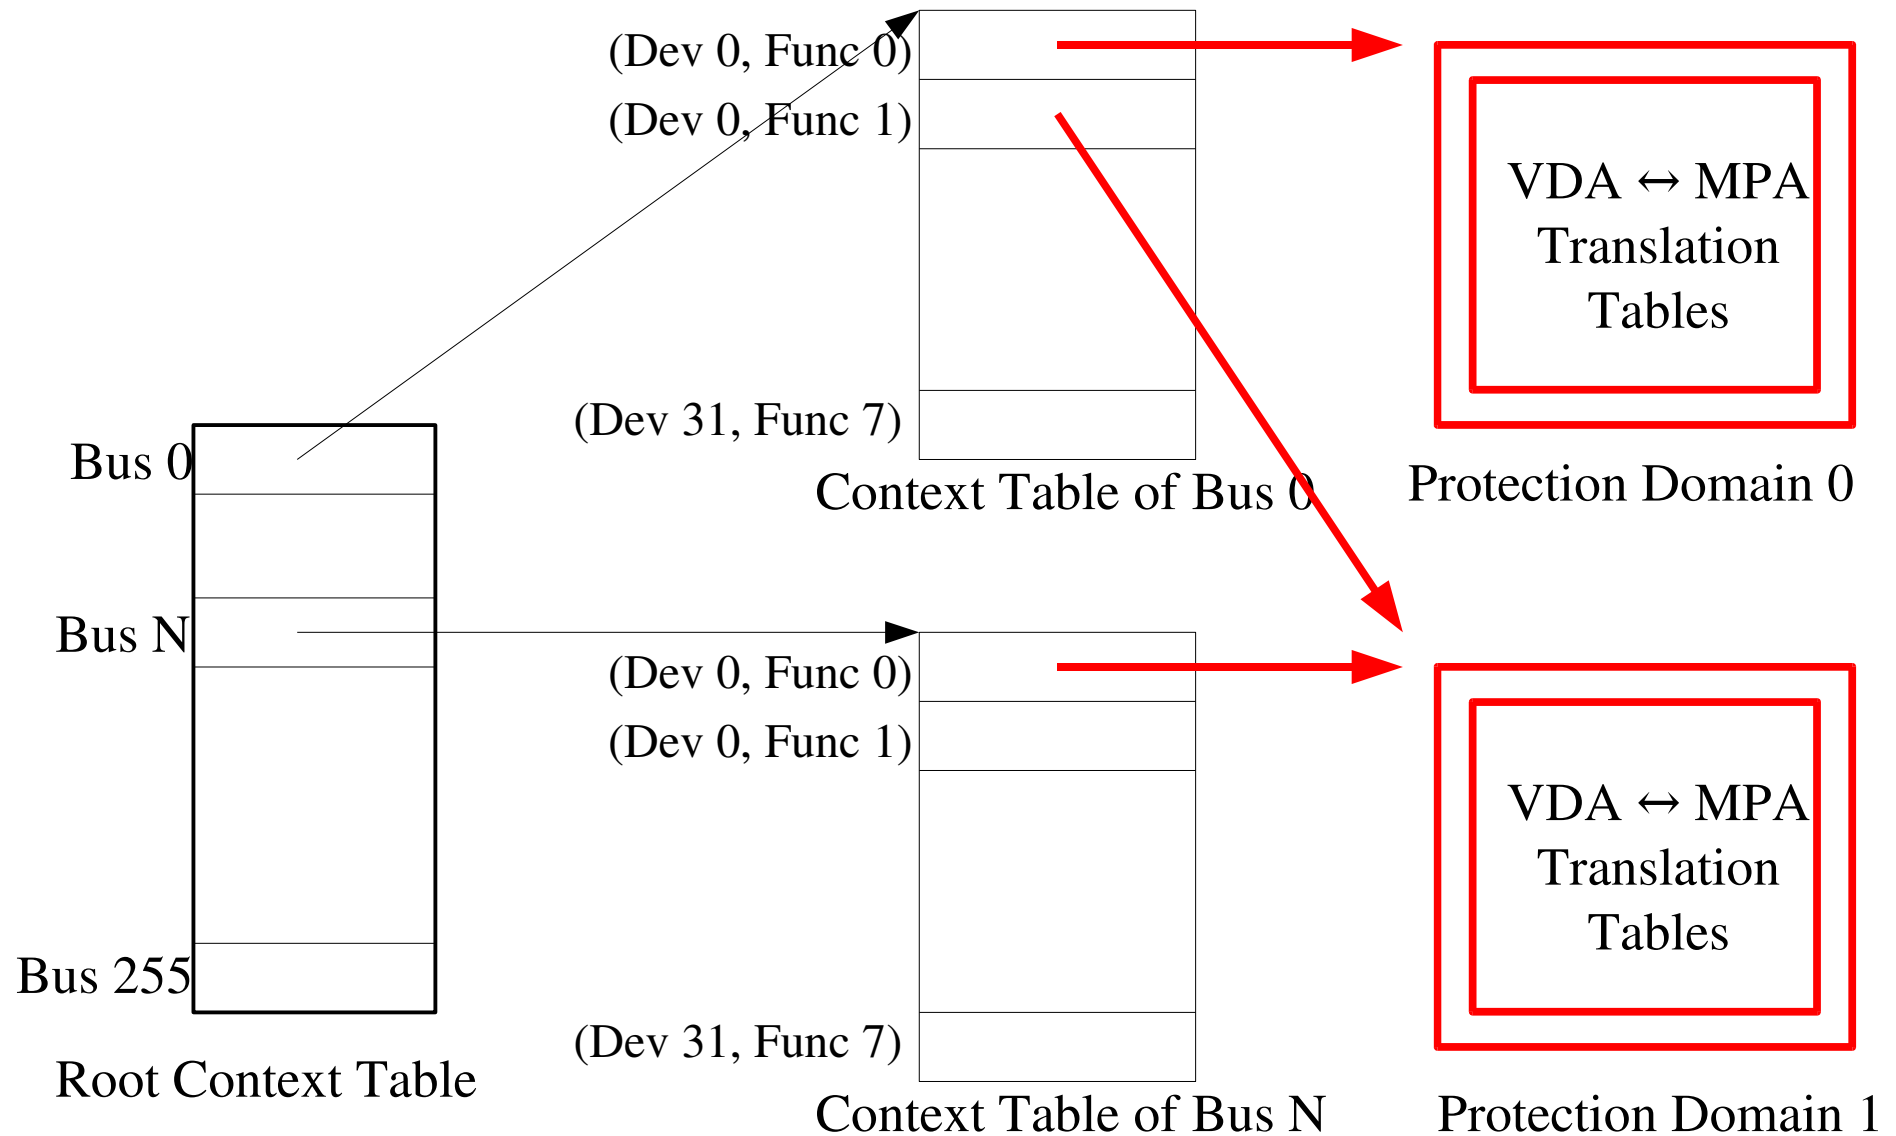 Bus 0
Bus N
Bus 255
Root Context Table
(Dev 0, Func 0)
(Dev 0, Func 1)
(Dev 31, Func 7)
Context Table of Bus 0
(Dev 0, Func 0)
(Dev 0, Func 1)
(Dev 31, Func 7)
Context Table of Bus N
VDA ↔ MPA
Translation
Tables
Protection Domain 0
VDA ↔ MPA
Translation
Tables
Protection Domain 1